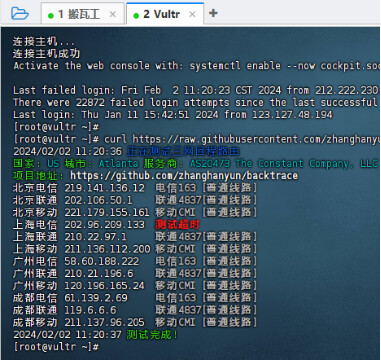 1 搬瓦工 × 2 Vultr × +
连接主机...
连接主机成功
Activate the web console with: systemctl enable --now cockpit.soc
Last failed login: Fri Feb  2 11:20:23 CST 2024 from 212.222.230
There were 22872 failed login attempts since the last successful
Last login: Thu Jan 11 15:42:51 2024 from 123.127.48.194
[root@vultr ~]#
[root@vultr ~]# curl https://raw.githubusercontent.com/zhanghanyu
2024/02/02 11:20:36 正在测试三网回程路由
国家: US 城市: Atlanta 服务商: AS20473 The Constant Company, LLC
项目地址: https://github.com/zhanghanyun/backtrace
北京电信 219.141.136.12  电信163 [普通线路]
北京联通 202.106.50.1    联通4837[普通线路]
北京移动 221.179.155.161 移动CMI [普通线路]
上海电信 202.96.209.133  测试超时
上海联通 210.22.97.1     联通4837[普通线路]
上海移动 211.136.112.200 移动CMI [普通线路]
广州电信 58.60.188.222   电信163 [普通线路]
广州联通 210.21.196.6    联通4837[普通线路]
广州移动 120.196.165.24  移动CMI [普通线路]
成都电信 61.139.2.69     电信163 [普通线路]
成都联通 119.6.6.6       联通4837[普通线路]
成都移动 211.137.96.205  移动CMI [普通线路]
2024/02/02 11:20:37 测试完成!
[root@vultr ~]#